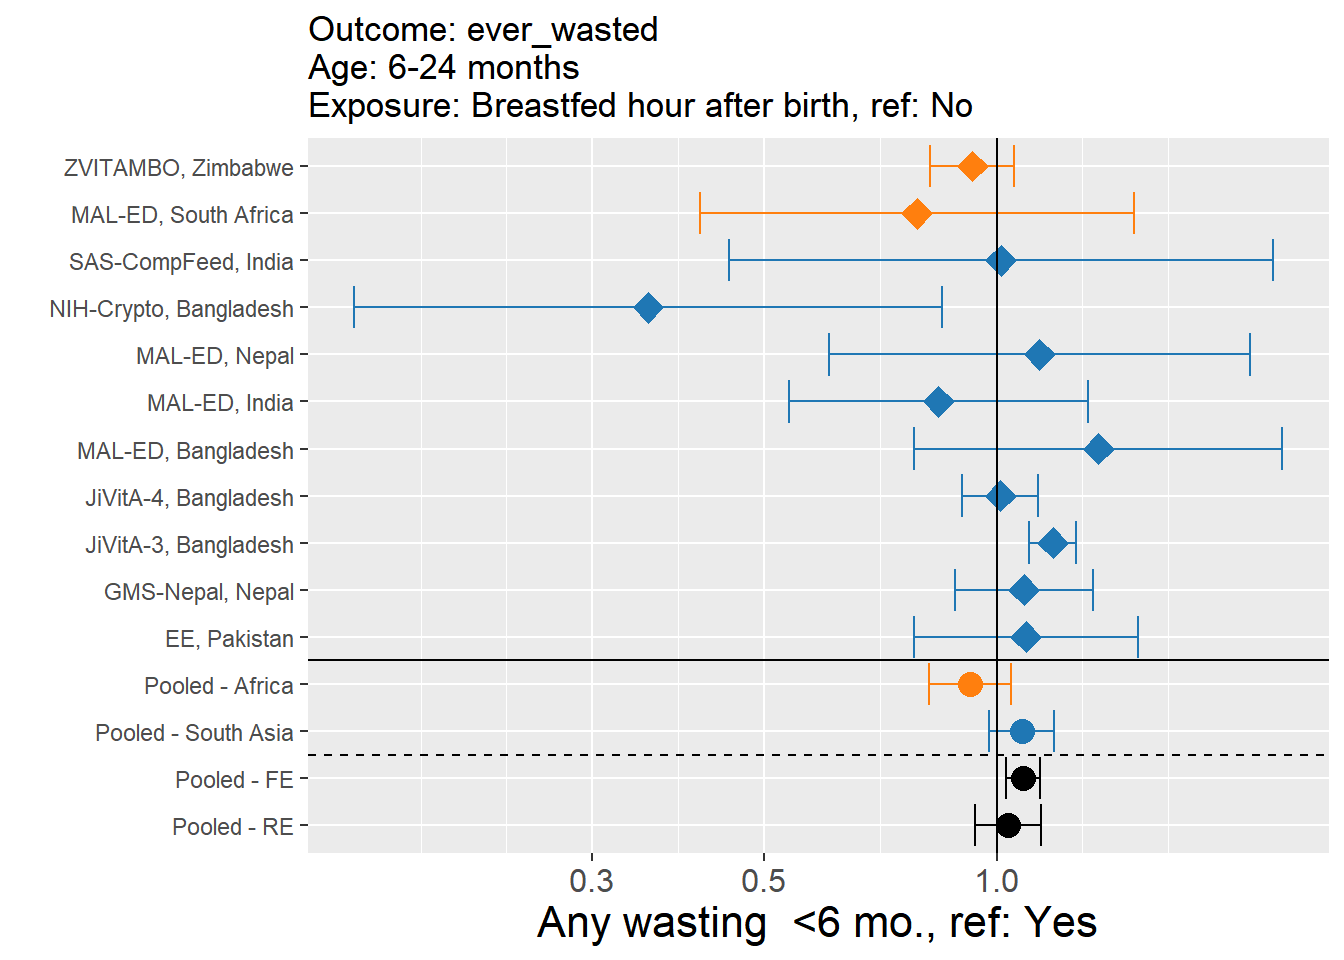 Outcome: ever_wasted
Age: 6-24 months
Exposure: Breastfed hour after birth, ref: No
ZVITAMBO, Zimbabwe
MAL-ED, South Africa
SAS-CompFeed, India
NIH-Crypto, Bangladesh
MAL-ED, Nepal
MAL-ED, India
MAL-ED, Bangladesh
JiVitA-4, Bangladesh
JiVitA-3, Bangladesh
GMS-Nepal, Nepal
EE, Pakistan
Pooled - Africa
Pooled - South Asia
Pooled - FE
Pooled - RE
0.3 0.5 1.0
Any wasting  <6 mo., ref: Yes